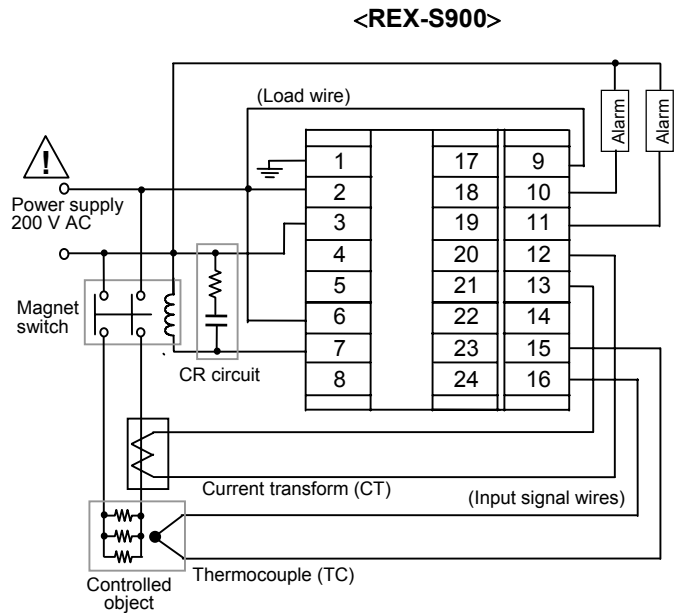 <REX-S900>
(Load wire)
Alarm
Alarm
!
Power supply
200 V AC
1 17 9
2 18 10
3 19 11
4 20 12
5 21 13
6 22 14
7 23 15
8 24 16
Magnet
switch
CR circuit
Current transform (CT)
(Input signal wires)
Thermocouple (TC)
Controlled
object